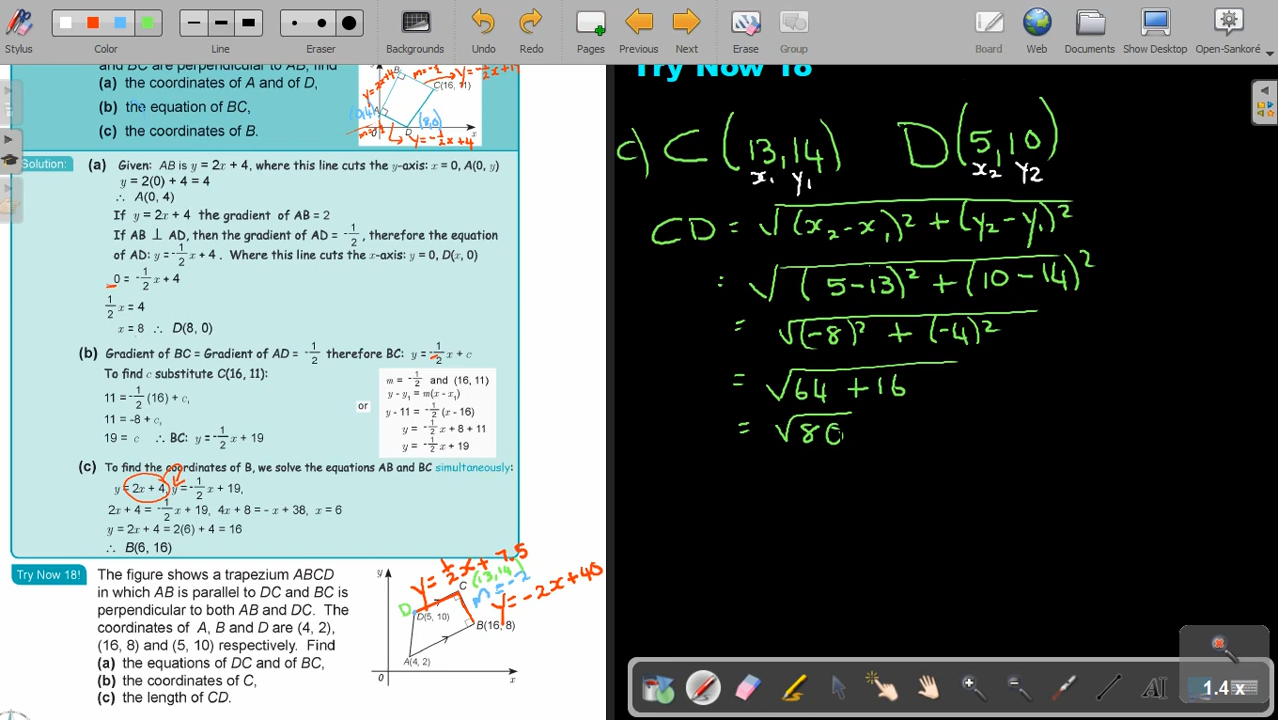 Stylus
Color
Line
Eraser
Backgrounds
Undo
Redo
Pages
Previous
Next
Erase
Group
Board
Web
Documents
Show Desktop
Open-Sankoré
and BC are perpendicular to AB, find
(a) the coordinates of A and of D,
(b) the equation of BC,
(c) the coordinates of B.
y=2x+4
C(16, 11)
(0,4)
(8,0)
D
x
y=-1/2x+4
Solution:
(a) Given: AB is y = 2x + 4, where this line cuts the y-axis: x = 0, A(0, y)
y = 2(0) + 4 = 4
∴ A(0, 4)
If y = 2x + 4 the gradient of AB = 2
If AB ⊥ AD, then the gradient of AD = -1/2, therefore the equation
of AD: y = -1/2x + 4. Where this line cuts the x-axis: y = 0, D(x, 0)
0 = -1/2x + 4
1/2x = 4
x = 8 ∴ D(8, 0)
(b) Gradient of BC = Gradient of AD = -1/2 therefore BC: y = -1/2x + c
To find c substitute C(16, 11):
11 = -1/2(16) + c,
11 = -8 + c,
19 = c ∴ BC: y = -1/2x + 19
or
m = -1/2 and (16, 11)
y - y₁ = m(x - x₁)
y - 11 = -1/2(x - 16)
y = -1/2x + 8 + 11
y = -1/2x + 19
(c) To find the coordinates of B, we solve the equations AB and BC simultaneously:
y = 2x + 4, y = -1/2x + 19,
2x + 4 = -1/2x + 19, 4x + 8 = -x + 38, x = 6
y = 2x + 4 = 2(6) + 4 = 16
∴ B(6, 16)
Try Now 18!
The figure shows a trapezium ABCD
in which AB is parallel to DC and BC is
perpendicular to both AB and DC. The
coordinates of A, B and D are (4, 2),
(16, 8) and (5, 10) respectively. Find
(a) the equations of DC and of BC,
(b) the coordinates of C,
(c) the length of CD.
y
y=1/2x+7.5
(13,14)
C
m=-2
y=-2x+40
D
D(5, 10)
B(16, 8)
A(4, 2)
0
x
Try Now 18
c) C (13,14) D(5,10)
x₁ y₁ x₂ y₂
CD = √(x₂-x₁)² + (y₂-y₁)²
= √(5-13)² + (10-14)²
= √(-8)² + (-4)²
= √64 + 16
= √80
1.4 x